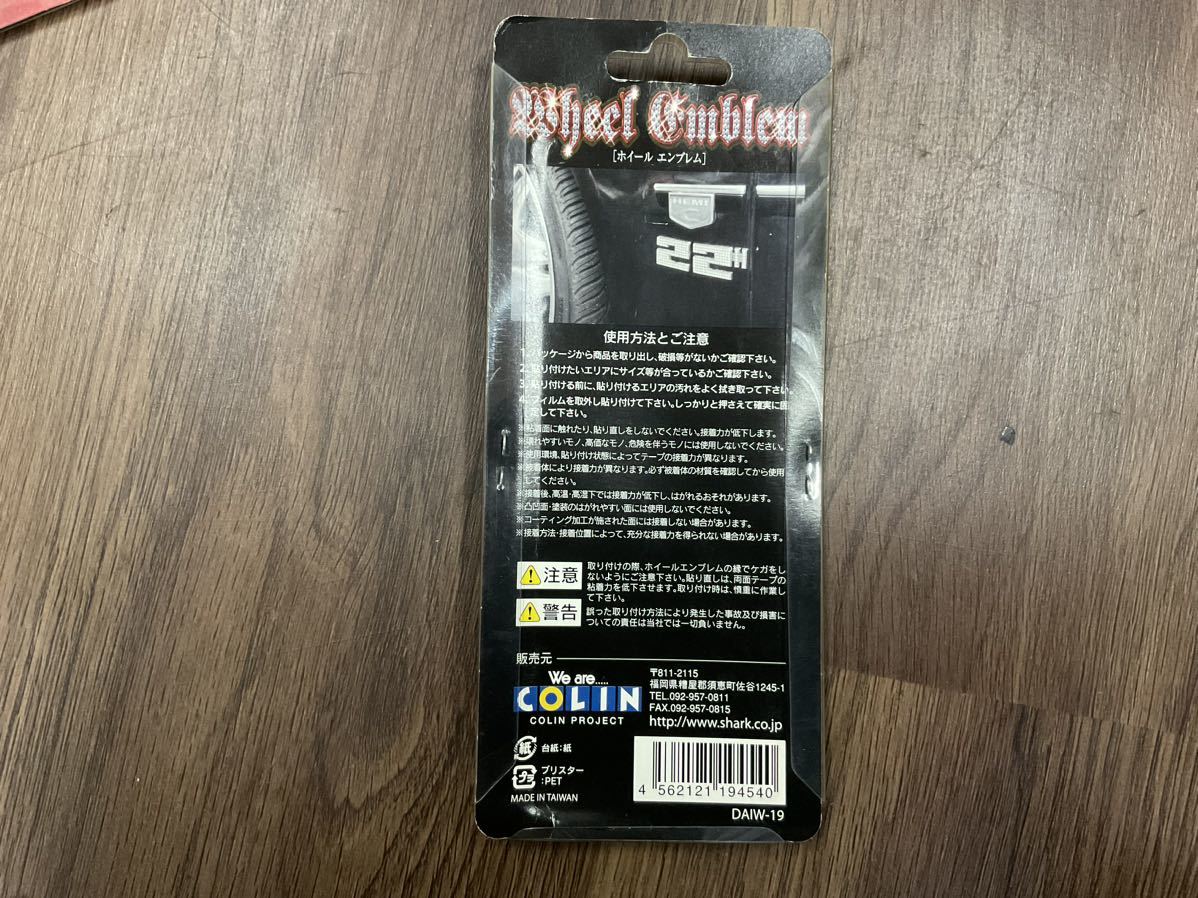 Wheel Emblem
[ホイール エンブレム]
HEMI
C
22"
使用方法とご注意
1. パッケージから商品を取り出し、破損等がないかご確認下さい。
2. 貼り付けたいエリアにサイズ等が合っているかご確認下さい。
3. 貼り付ける前に、貼り付けるエリアの汚れをよく拭き取って下さい。
4. フィルムを取外し貼り付けて下さい。しっかりと押さえて確実に固
定して下さい。
※粘着面に触れたり、貼り直しをしないでください。接着力が低下します。
※壊れやすいモノ、高価なモノ、危険を伴うモノには使用しないでください。
※使用環境、貼り付け状態によってテープの接着力が異なります。
※接着体により接着力が異なります。必ず被着体の材質を確認してから使用
してください。
※接着後、高温・高湿下では接着力が低下し、はがれるおそれがあります。
※凸凹面・塗装のはがれやすい面には使用しないでください。
※コーティング加工が施された面には接着しない場合があります。
※接着方法・接着位置によって、充分な接着力を得られない場合があります。
注意
取り付けの際、ホイールエンブレムの縁でケガをし
ないようにご注意下さい。貼り直しは、両面テープの
粘着力を低下させます。取り付け時は、慎重に作業し
て下さい。
警告
誤った取り付け方法により発生した事故及び損害に
ついての責任は当社では一切負いません。
販売元
We are.....
COLIN
COLIN PROJECT
〒811-2115
福岡県糟屋郡須恵町佐谷1245-1
TEL.092-957-0811
FAX.092-957-0815
http://www.shark.co.jp
紙 台紙:紙
プラ ブリスター
:PET
MADE IN TAIWAN
4 562121 194540
DAIW-19